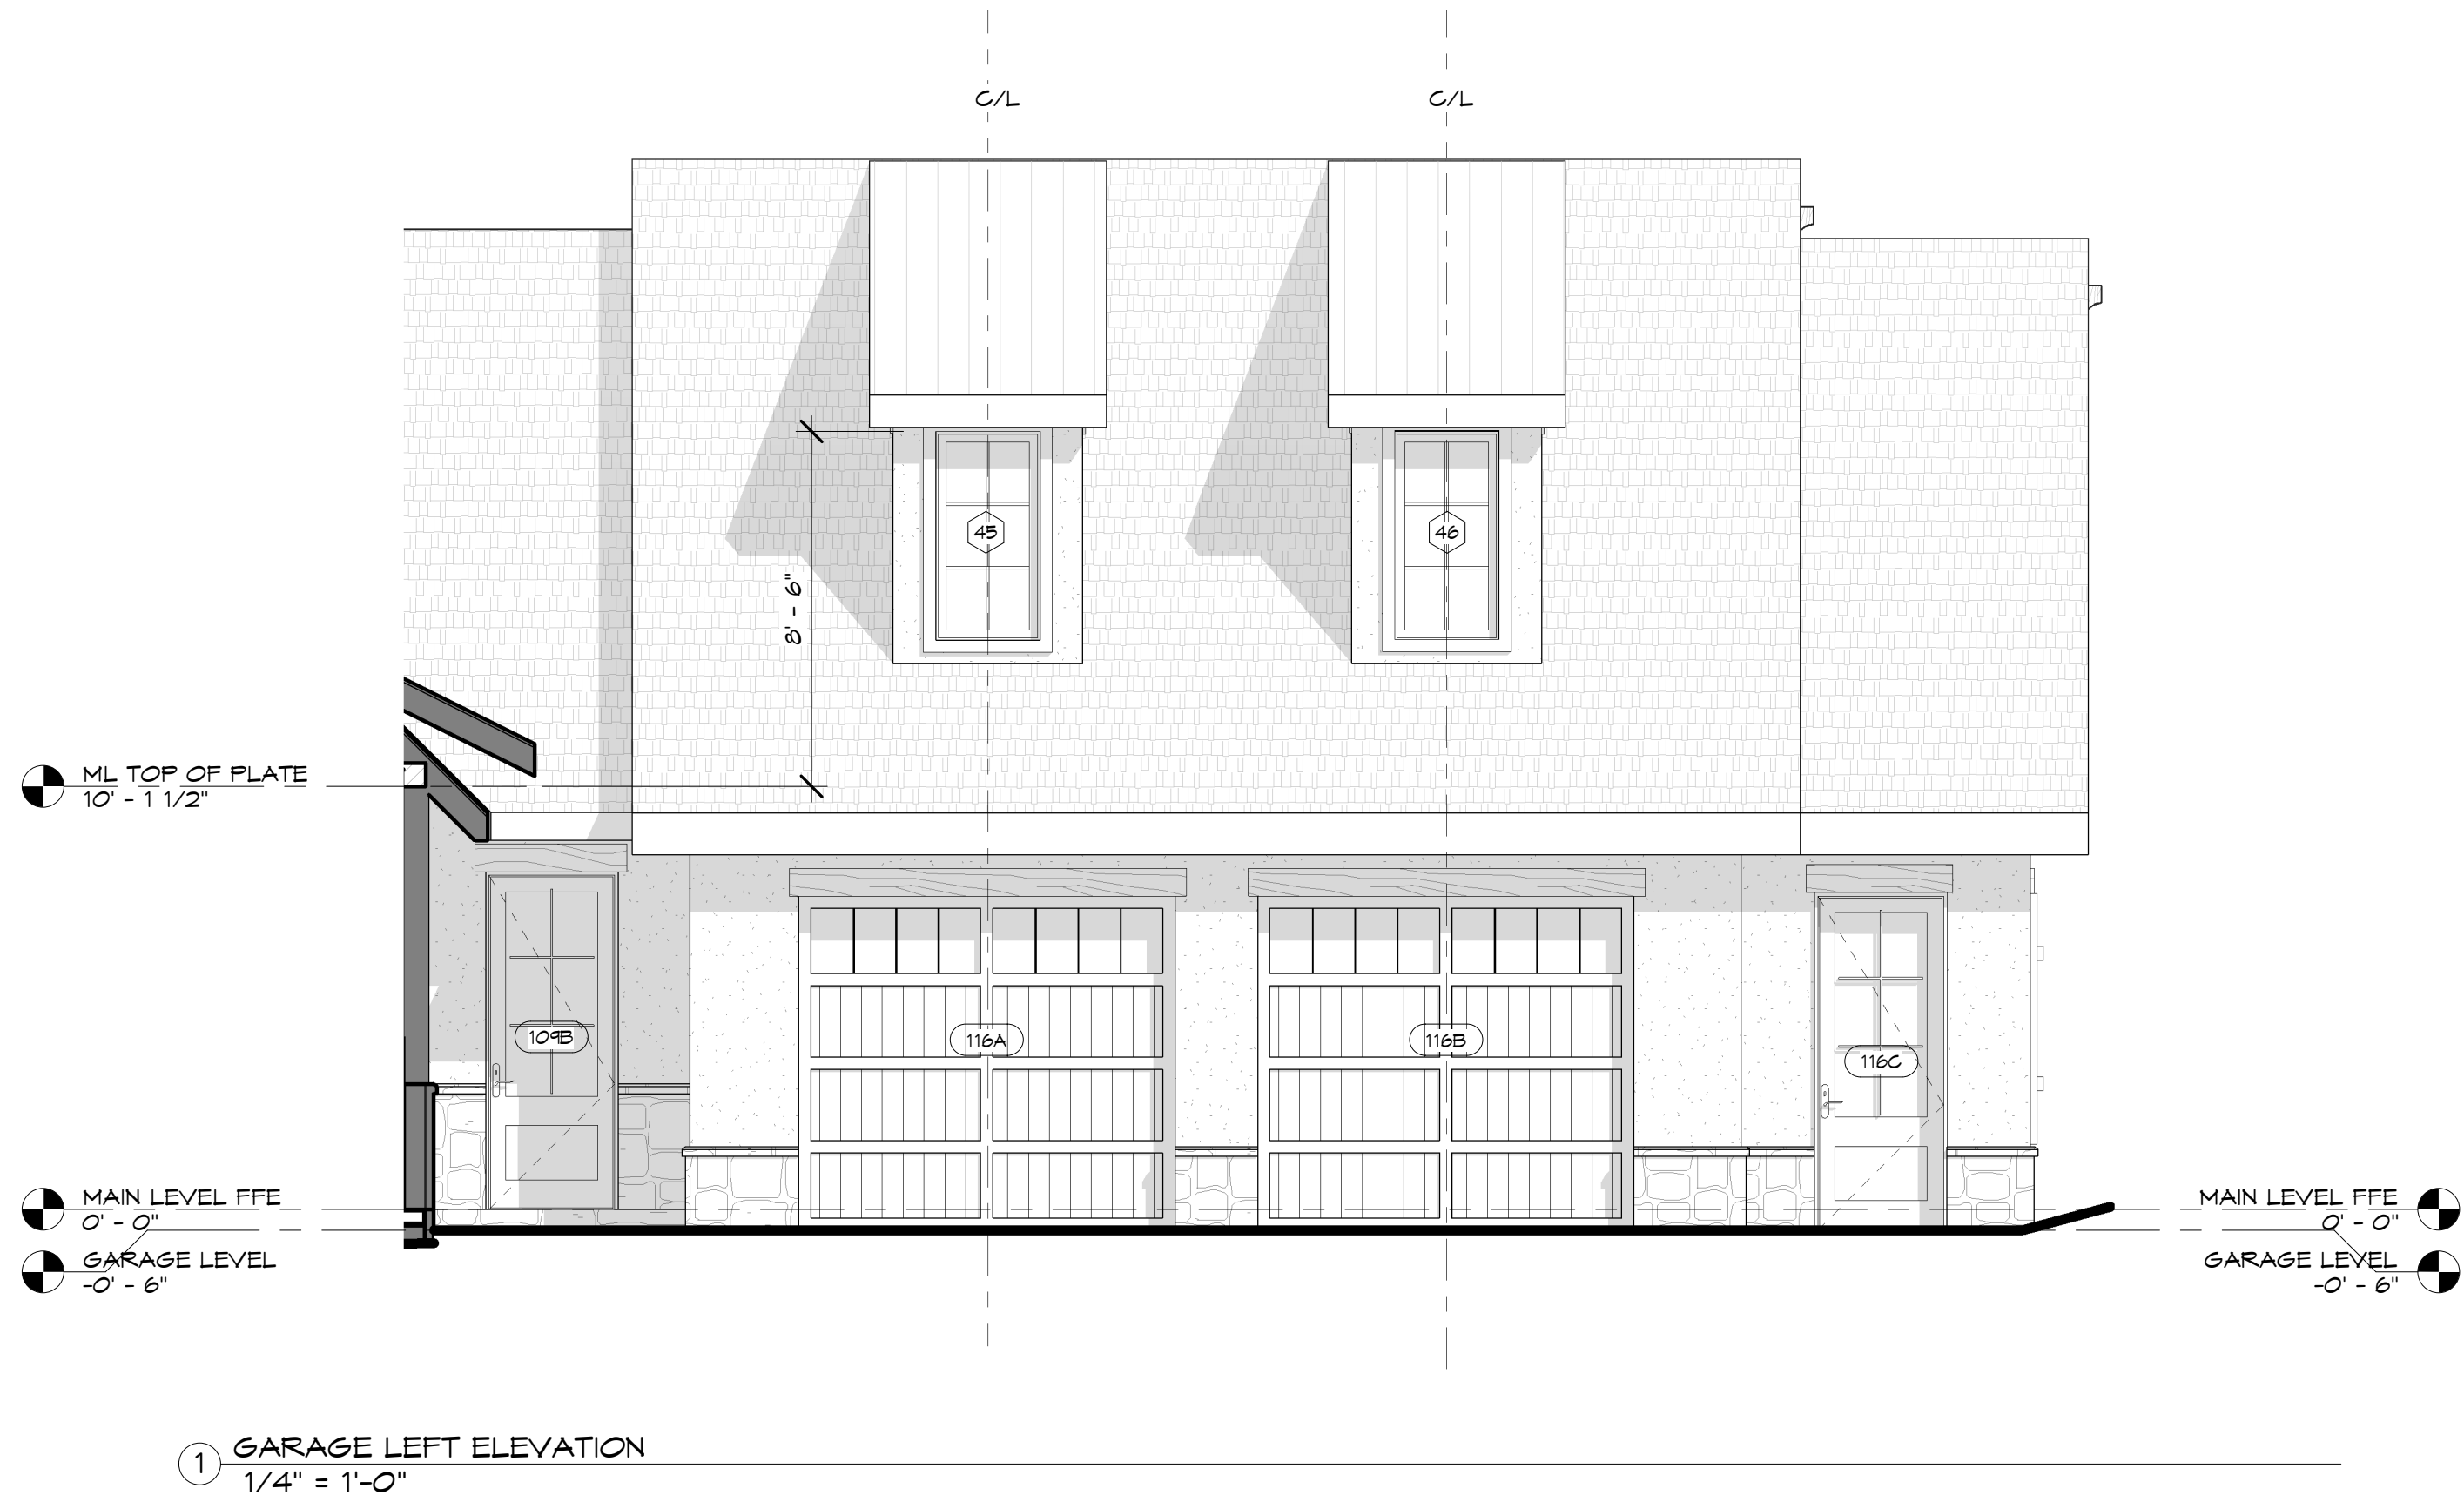 C/L
C/L
45
46
8' - 6"
ML TOP OF PLATE
10' - 1 1/2"
109B
116A
116B
116C
MAIN LEVEL FFE
0' - 0"
GARAGE LEVEL
-0' - 6"
MAIN LEVEL FFE
0' - 0"
GARAGE LEVEL
-0' - 6"
1
GARAGE LEFT ELEVATION
1/4" = 1'-0"